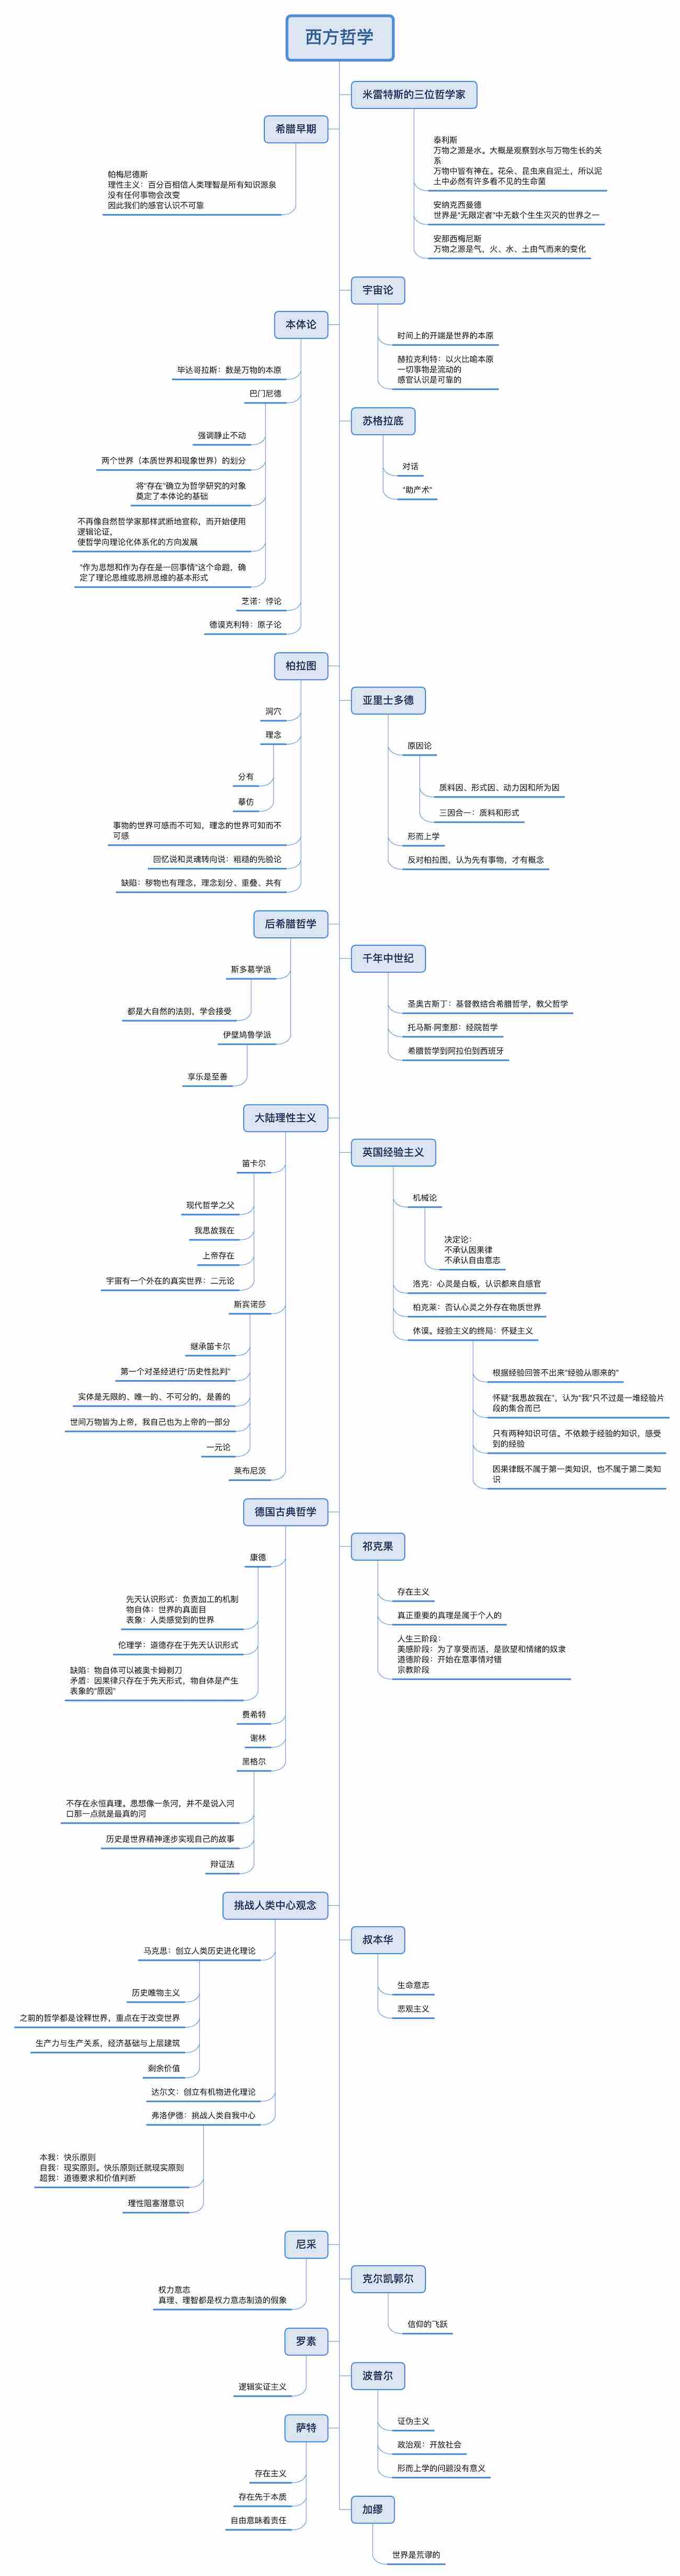 西方哲学
米雷特斯的三位哲学家
泰利斯
万物之源是水。大概是观察到水与万物生长的关
系
万物中皆有神在。花朵、昆虫来自泥土，所以泥
土中必然有许多看不见的生命菌
安纳克西曼德
世界是“无限定者”中无数个生生灭灭的世界之一
安那西梅尼斯
万物之源是气，火、水、土由气而来的变化
希腊早期
帕梅尼德斯
理性主义：百分百相信人类理智是所有知识源泉
没有任何事物会改变
因此我们的感官认识不可靠
宇宙论
时间上的开端是世界的本原
赫拉克利特：以火比喻本原
一切事物是流动的
感官认识是可靠的
本体论
毕达哥拉斯：数是万物的本原
巴门尼德
强调静止不动
两个世界（本质世界和现象世界）的划分
将“存在”确立为哲学研究的对象
奠定了本体论的基础
不再像自然哲学家那样武断地宣称，而开始使用
逻辑论证，
使哲学向理论化体系化的方向发展
“作为思想和作为存在是一回事情”这个命题，确
定了理论思维或思辨思维的基本形式
芝诺：悖论
德谟克利特：原子论
苏格拉底
对话
“助产术”
柏拉图
洞穴
理念
分有
摹仿
事物的世界可感而不可知，理念的世界可知而不
可感
回忆说和灵魂转向说：粗糙的先验论
缺陷：秽物也有理念，理念划分、重叠、共有
亚里士多德
原因论
质料因、形式因、动力因和所为因
三因合一：质料和形式
形而上学
反对柏拉图，认为先有事物，才有概念
后希腊哲学
斯多葛学派
都是大自然的法则，学会接受
伊壁鸠鲁学派
享乐是至善
千年中世纪
圣奥古斯丁：基督教结合希腊哲学，教父哲学
托马斯·阿奎那：经院哲学
希腊哲学到阿拉伯到西班牙
大陆理性主义
笛卡尔
现代哲学之父
我思故我在
上帝存在
宇宙有一个外在的真实世界：二元论
斯宾诺莎
继承笛卡尔
第一个对圣经进行“历史性批判”
实体是无限的、唯一的、不可分的，是善的
世间万物皆为上帝，我自己也为上帝的一部分
一元论
莱布尼茨
英国经验主义
机械论
决定论：
不承认因果律
不承认自由意志
洛克：心灵是白板，认识都来自感官
柏克莱：否认心灵之外存在物质世界
休谟。经验主义的终局：怀疑主义
根据经验回答不出来“经验从哪来的”
怀疑“我思故我在”，认为“我”只不过是一堆经验片
段的集合而已
只有两种知识可信。不依赖于经验的知识，感受
到的经验
因果律既不属于第一类知识，也不属于第二类知
识
德国古典哲学
康德
先天认识形式：负责加工的机制
物自体：世界的真面目
表象：人类感觉到的世界
伦理学：道德存在于先天认识形式
缺陷：物自体可以被奥卡姆剃刀
矛盾：因果律只存在于先天形式，物自体是产生
表象的“原因”
费希特
谢林
黑格尔
不存在永恒真理。思想像一条河，并不是说入河
口那一点就是最真的河
历史是世界精神逐步实现自己的故事
辩证法
祁克果
存在主义
真正重要的真理是属于个人的
人生三阶段：
美感阶段：为了享受而活，是欲望和情绪的奴隶
道德阶段：开始在意事情对错
宗教阶段
挑战人类中心观念
马克思：创立人类历史进化理论
历史唯物主义
之前的哲学都是诠释世界，重点在于改变世界
生产力与生产关系，经济基础与上层建筑
剩余价值
达尔文：创立有机物进化理论
弗洛伊德：挑战人类自我中心
本我：快乐原则
自我：现实原则。快乐原则迁就现实原则
超我：道德要求和价值判断
理性阻塞潜意识
叔本华
生命意志
悲观主义
尼采
权力意志
真理、理智都是权力意志制造的假象
克尔凯郭尔
信仰的飞跃
罗素
逻辑实证主义
波普尔
证伪主义
政治观：开放社会
形而上学的问题没有意义
萨特
存在主义
存在先于本质
自由意味着责任
加缪
世界是荒谬的